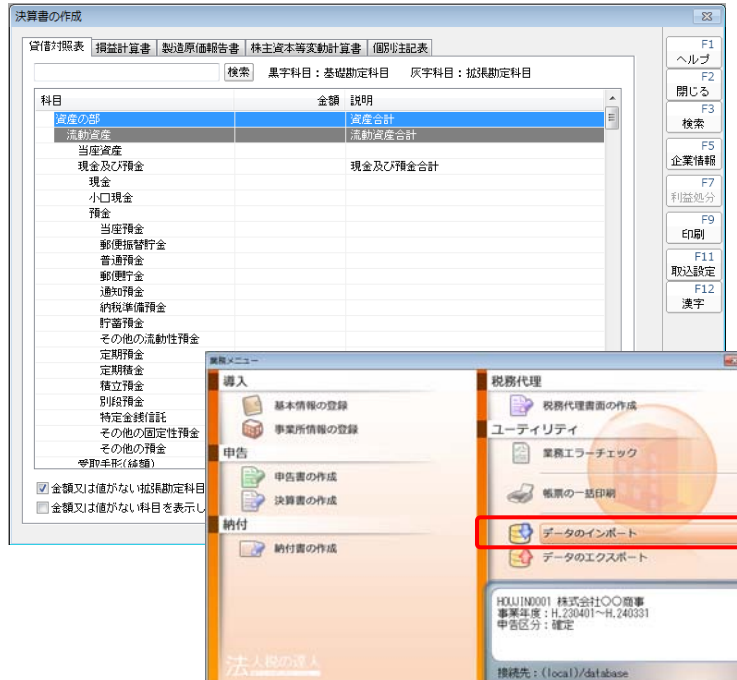 決算書の作成
貸借対照表 損益計算書 製造原価報告書 株主資本等変動計算書 個別注記表
検索 黒字科目：基礎勘定科目 灰字科目：拡張勘定科目
科目 金額 説明
資産の部 資産合計
流動資産 流動資産合計
当座資産
現金及び預金 現金及び預金合計
現金
小口現金
預金
当座預金
郵便振替貯金
普通預金
郵便貯金
通知預金
納税準備預金
貯蓄預金
その他の流動性預金
定期預金
定期積金
積立預金
別段預金
特定金銭信託
その他の固定性預金
その他の預金
受取手形(総額)
金額又は値がない拡張勘定科目
金額又は値がない科目を表示し
F1
ヘルプ
F2
閉じる
F3
検索
F5
企業情報
F7
利益処分
F9
印刷
F11
取込設定
F12
漢字
業務メニュー
導入
基本情報の登録
事業所情報の登録
申告
申告書の作成
決算書の作成
納付
納付書の作成
法人税の達人
税務代理
税務代理書面の作成
ユーティリティ
業務エラーチェック
帳票の一括印刷
データのインポート
データのエクスポート
HOUJIN0001 株式会社〇〇商事
事業年度：H.230401～H.240331
申告区分：確定
接続先：(local)/database